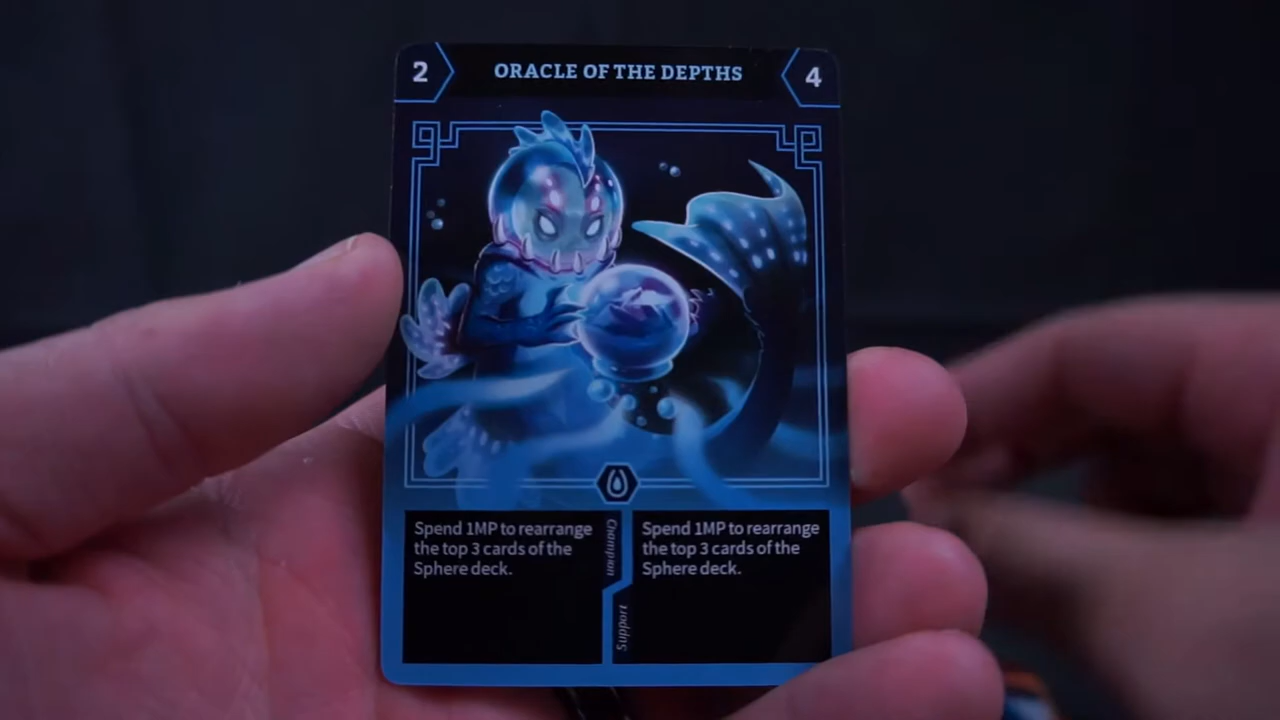 2
ORACLE OF THE DEPTHS
4
Spend 1MP to rearrange
the top 3 cards of the
Sphere deck.
Champion
Support
Spend 1MP to rearrange
the top 3 cards of the
Sphere deck.